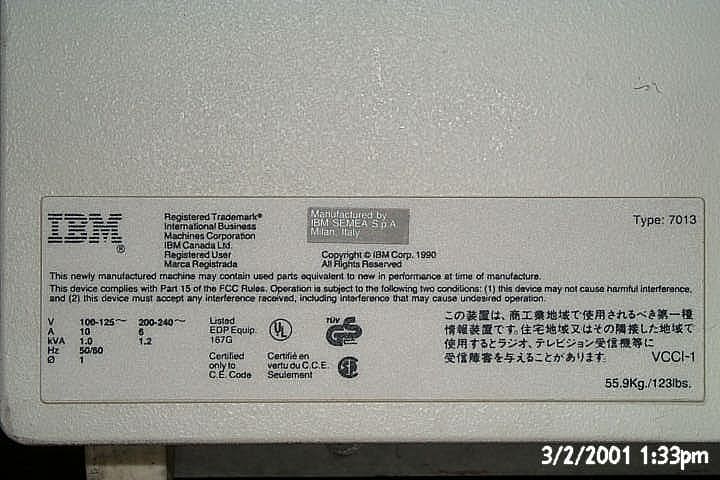 IBM®
Registered Trademark®
International Business
Machines Corporation
IBM Canada Ltd.
Registered User
Marca Registrada
Manufactured by
IBM SEMEA S.p.A.
Milan, Italy
Copyright © IBM Corp. 1990
All Rights Reserved
Type: 7013
This newly manufactured machine may contain used parts equivalent to new in performance at time of manufacture.
This device complies with Part 15 of the FCC Rules. Operation is subject to the following two conditions: (1) this device may not cause harmful interference,
and (2) this device must accept any interference received, including interference that may cause undesired operation.
V 100-125~ 200-240~
A 10 6
kVA 1.0 1.2
Hz 50/60
Ø 1
Listed
EDP Equip.
167G
UL
Certified
only to
C.E. Code
Certifié en
vertu du C.C.E.
Seulement
TÜV
GS
この装置は、商工業地域で使用されるべき第一種
情報装置です。住宅地域又はその隣接した地域で
使用するとラジオ、テレビジョン受信機等に
受信障害を与えることがあります。 VCCI-1
55.9Kg./123lbs.
3/2/2001 1:33pm